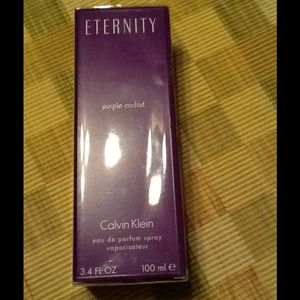 ETERNITY
purple orchid
Calvin Klein
eau de parfum spray
vaporisateur
3.4 FL OZ 100 ml ℮